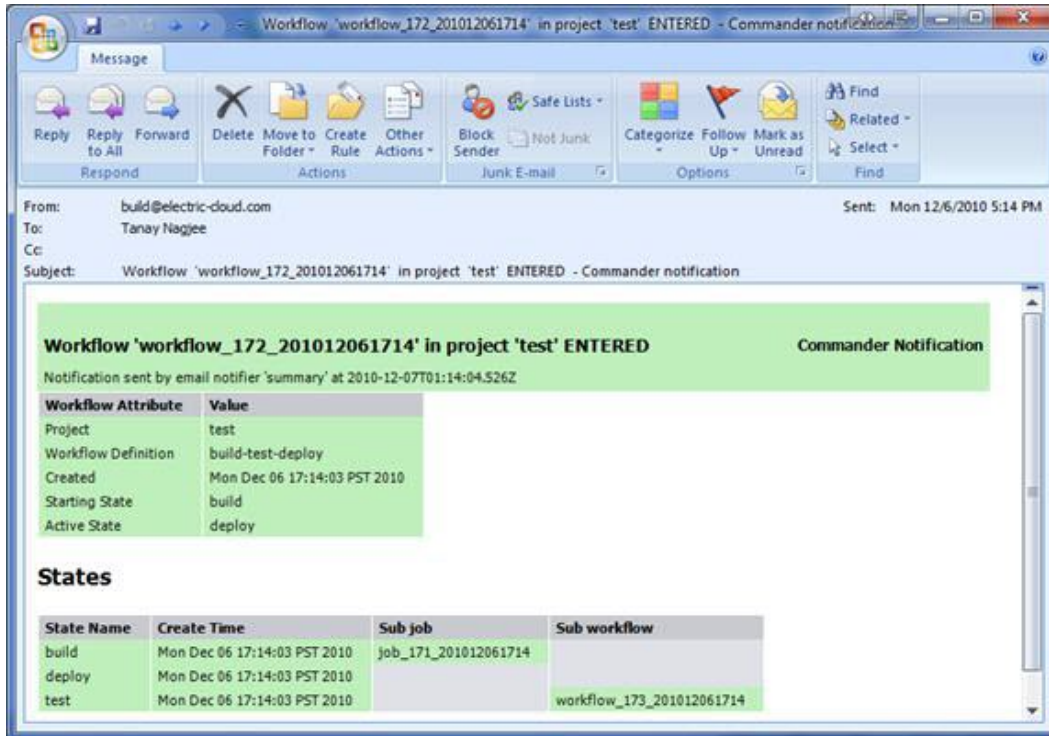 Workflow 'workflow_172_201012061714' in project 'test' ENTERED - Commander notification
Message
Reply
Reply to All
Forward
Respond
Delete
Move to Folder
Create Rule
Other Actions
Actions
Block Sender
Safe Lists
Not Junk
Junk E-mail
Categorize
Follow Up
Mark as Unread
Options
Find
Related
Select
Find
From: build@electric-cloud.com Sent: Mon 12/6/2010 5:14 PM
To: Tanay Nagjee
Cc:
Subject: Workflow 'workflow_172_201012061714' in project 'test' ENTERED - Commander notification
Workflow 'workflow_172_201012061714' in project 'test' ENTERED Commander Notification
Notification sent by email notifier 'summary' at 2010-12-07T01:14:04.526Z
Workflow Attribute Value
Project test
Workflow Definition build-test-deploy
Created Mon Dec 06 17:14:03 PST 2010
Starting State build
Active State deploy
States
State Name Create Time Sub job Sub workflow
build Mon Dec 06 17:14:03 PST 2010 job_171_201012061714
deploy Mon Dec 06 17:14:03 PST 2010
test Mon Dec 06 17:14:03 PST 2010 workflow_173_201012061714